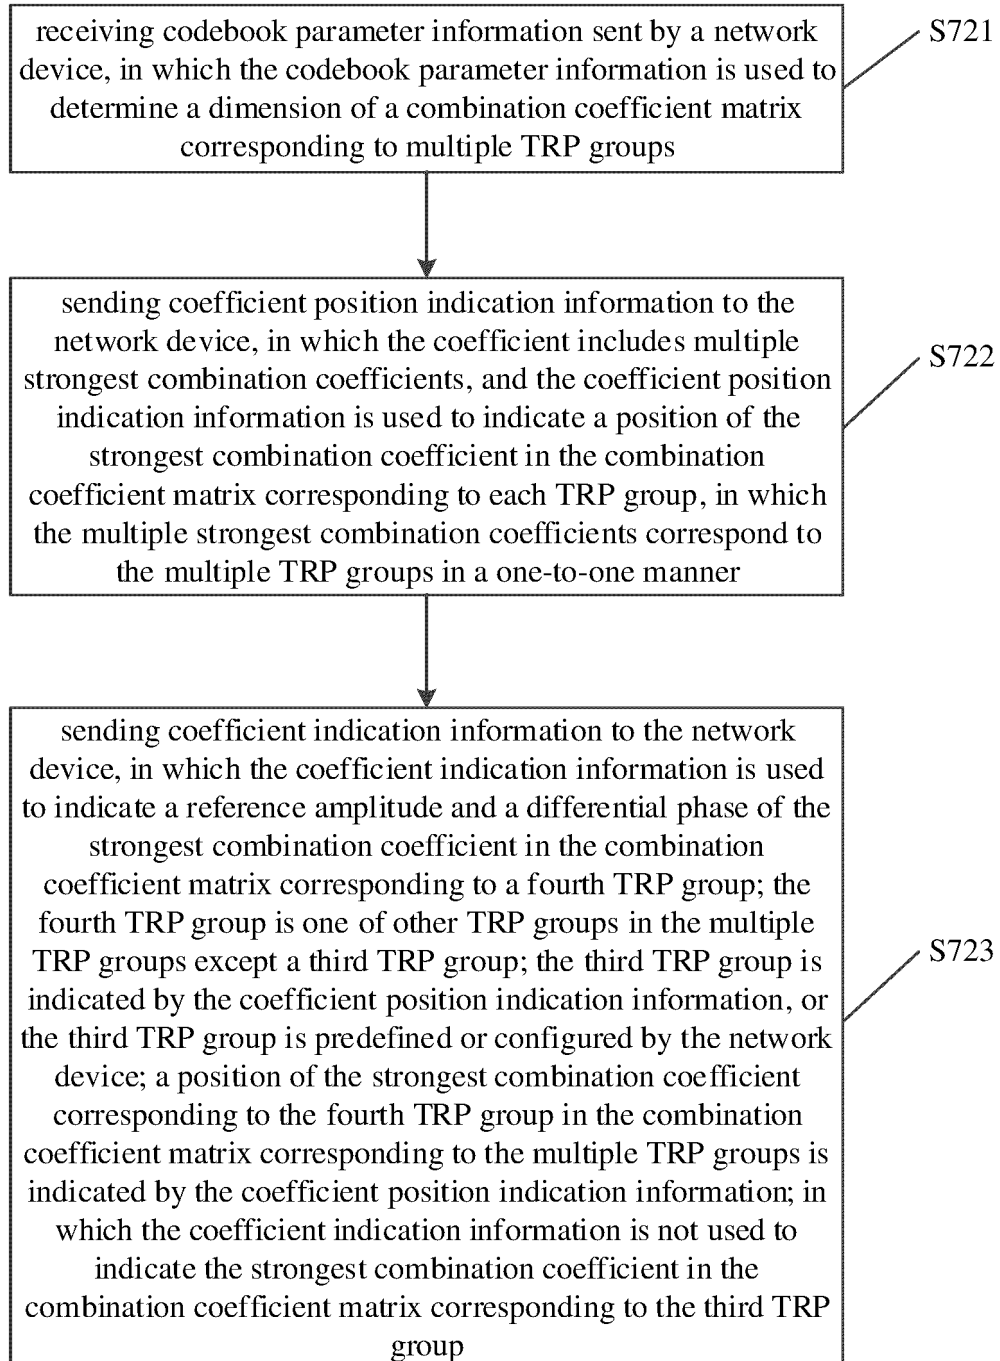 receiving codebook parameter information sent by a network
device, in which the codebook parameter information is used to
determine a dimension of a combination coefficient matrix
corresponding to multiple TRP groups
S721
sending coefficient position indication information to the
network device, in which the coefficient includes multiple
strongest combination coefficients, and the coefficient position
indication information is used to indicate a position of the
strongest combination coefficient in the combination
coefficient matrix corresponding to each TRP group, in which
the multiple strongest combination coefficients correspond to
the multiple TRP groups in a one-to-one manner
S722
sending coefficient indication information to the network
device, in which the coefficient indication information is used
to indicate a reference amplitude and a differential phase of the
strongest combination coefficient in the combination
coefficient matrix corresponding to a fourth TRP group; the
fourth TRP group is one of other TRP groups in the multiple
TRP groups except a third TRP group; the third TRP group is
indicated by the coefficient position indication information, or
the third TRP group is predefined or configured by the network
device; a position of the strongest combination coefficient
corresponding to the fourth TRP group in the combination
coefficient matrix corresponding to the multiple TRP groups is
indicated by the coefficient position indication information; in
which the coefficient indication information is not used to
indicate the strongest combination coefficient in the
combination coefficient matrix corresponding to the third TRP
group
S723